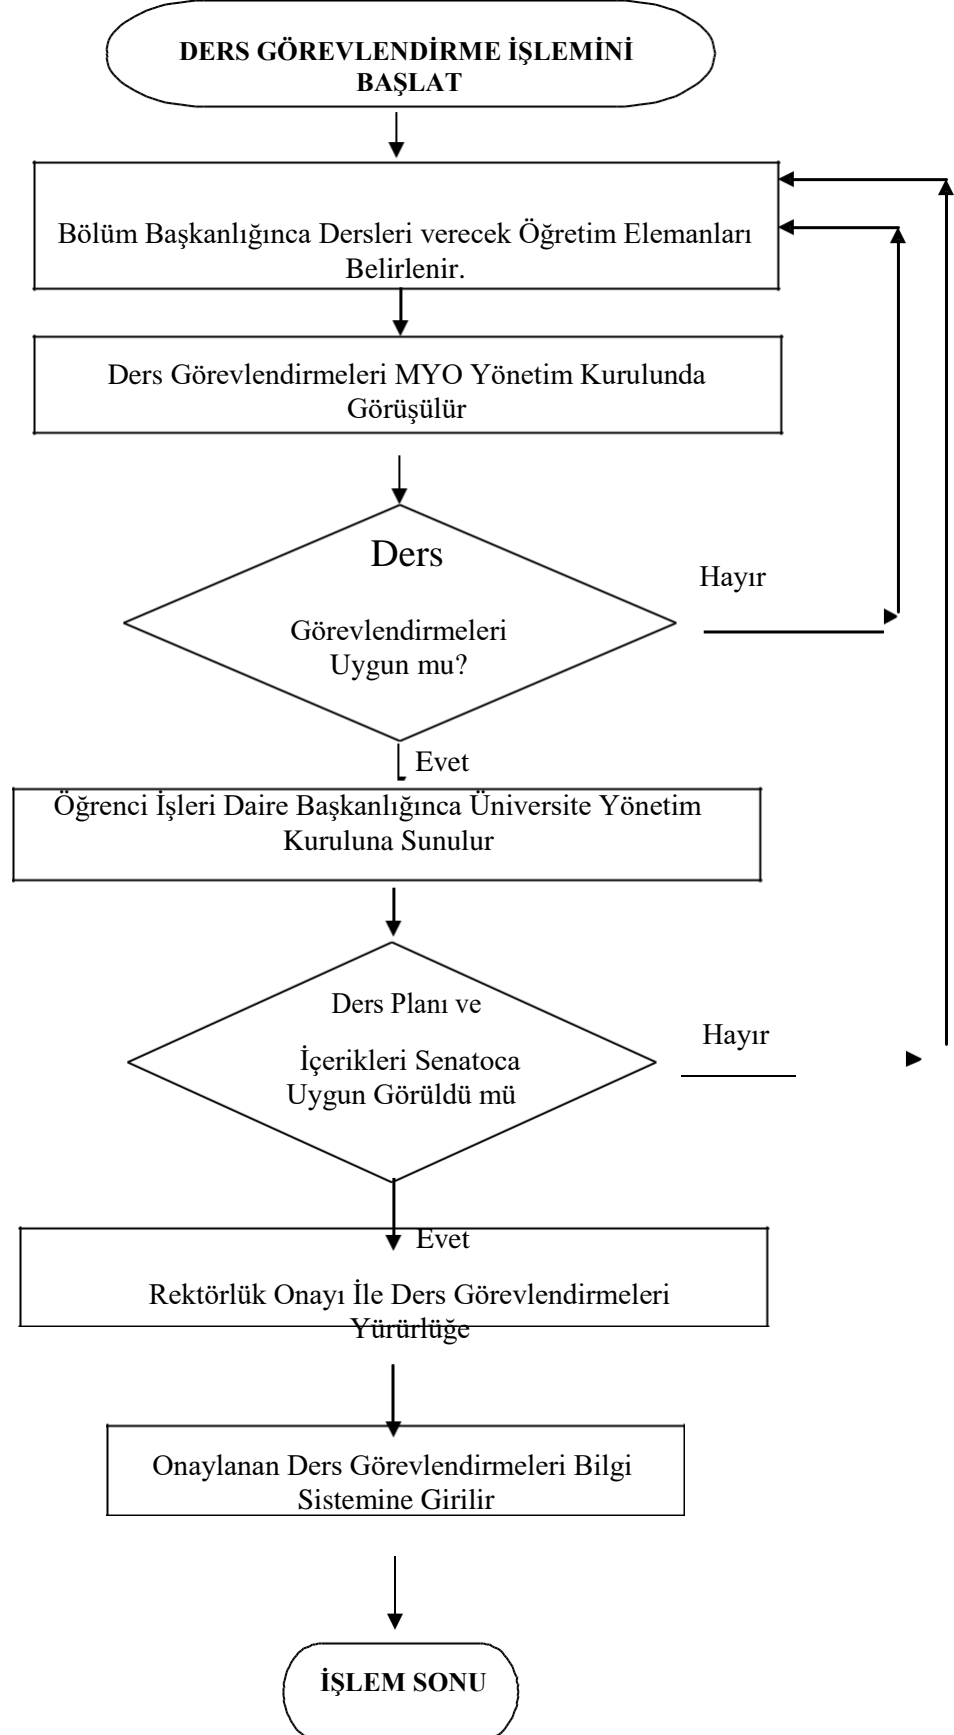 DERS GÖREVLENDİRME İŞLEMİNİ
BAŞLAT
Bölüm Başkanlığınca Dersleri verecek Öğretim Elemanları
Belirlenir.
Ders Görevlendirmeleri MYO Yönetim Kurulunda
Görüşülür
Ders
Hayır
Görevlendirmeleri
Uygun mu?
Evet
Öğrenci İşleri Daire Başkanlığınca Üniversite Yönetim
Kuruluna Sunulur
Ders Planı ve
Hayır
İçerikleri Senatoca
Uygun Görüldü mü
Evet
Rektörlük Onayı İle Ders Görevlendirmeleri
Yürürlüğe
Onaylanan Ders Görevlendirmeleri Bilgi
Sistemine Girilir
İŞLEM SONU